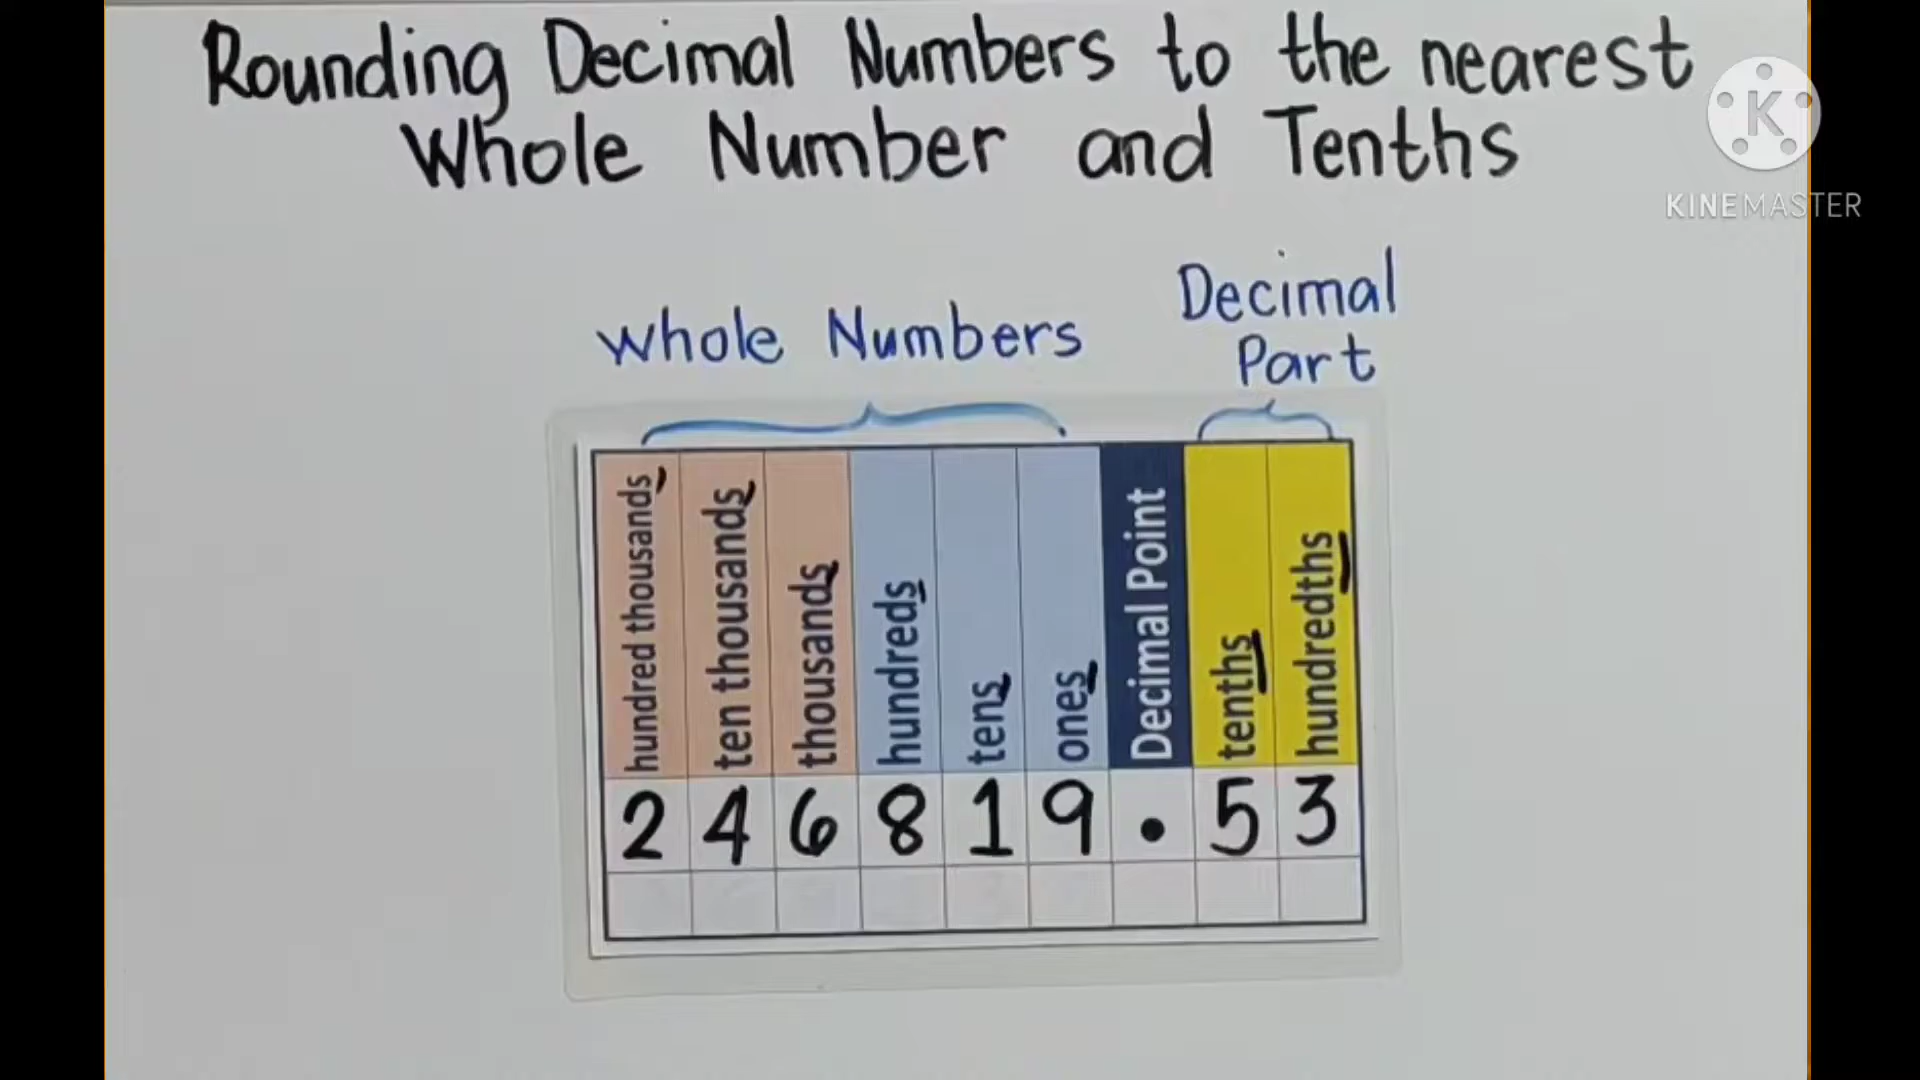 Rounding Decimal Numbers to the nearest
Whole Number and Tenths
K
KINEMASTER
Whole Numbers
Decimal
Part
hundred thousands
ten thousands
thousands
hundreds
tens
ones
Decimal Point
tenths
hundredths
2 4 6 8 1 9 . 5 3